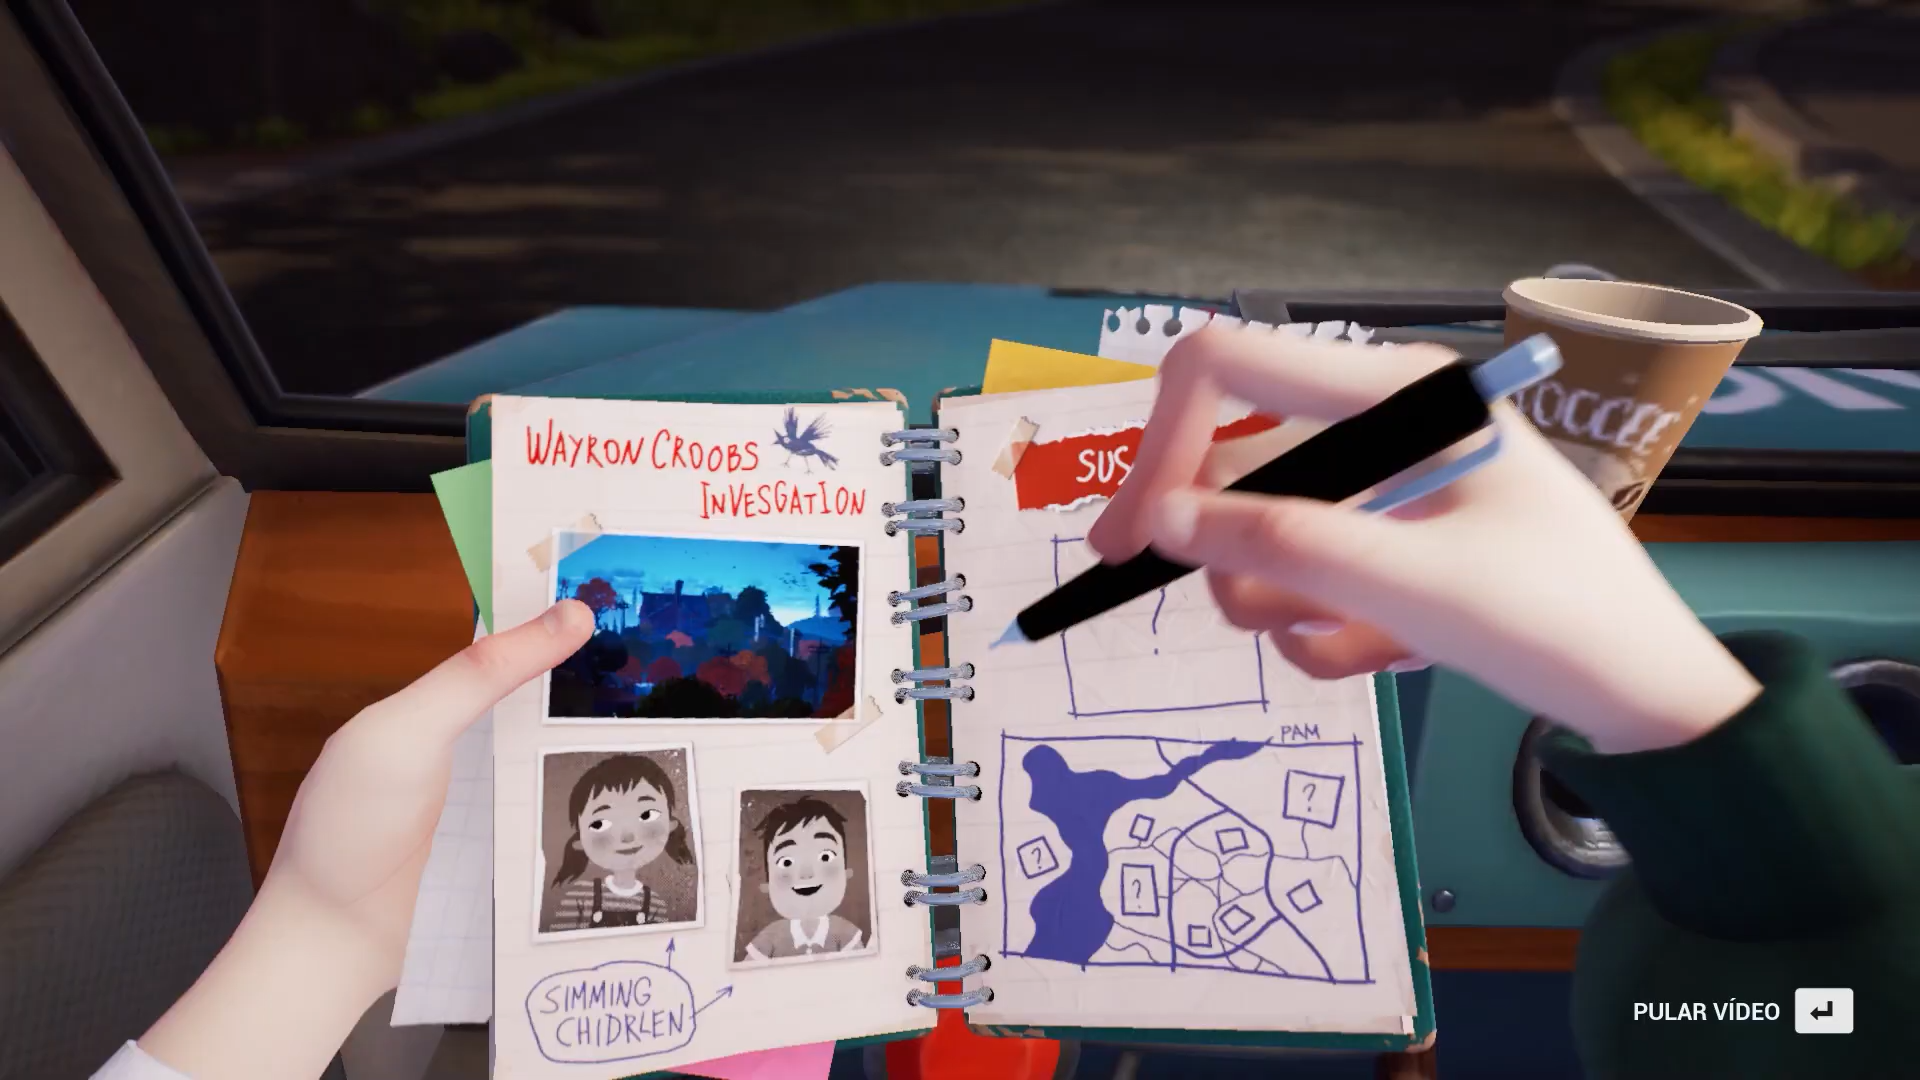 WAYRON CROOBS
INVESGATION
SUS
?
PAM
?
?
?
SIMMING
CHIDRLEN
PULAR VÍDEO